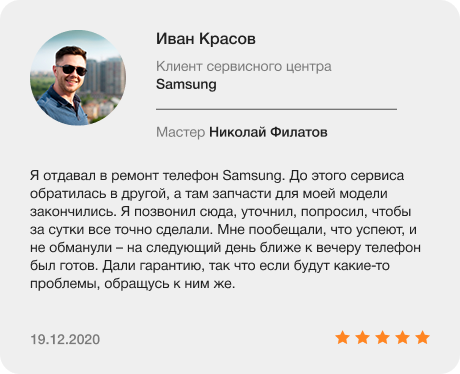 Иван Красов
Клиент сервисного центра
Samsung
Мастер Николай Филатов
Я отдавал в ремонт телефон Samsung. До этого сервиса
обратилась в другой, а там запчасти для моей модели
закончились. Я позвонил сюда, уточнил, попросил, чтобы
за сутки все точно сделали. Мне пообещали, что успеют, и
не обманули – на следующий день ближе к вечеру телефон
был готов. Дали гарантию, так что если будут какие-то
проблемы, обращусь к ним же.
19.12.2020